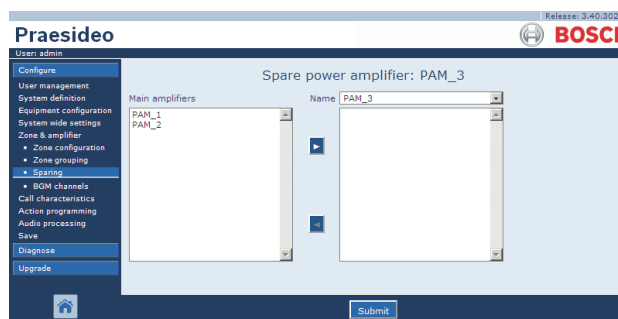 Release: 3.40.302
Praesideo
BOSCH
User: admin
Configure
User management
System definition
Equipment configuration
System wide settings
Zone & amplifier
• Zone configuration
• Zone grouping
• Sparing
• BGM channels
Call characteristics
Action programming
Audio processing
Save
Diagnose
Upgrade
Spare power amplifier: PAM_3
Main amplifiers
Name PAM_3
PAM_1
PAM_2
Submit